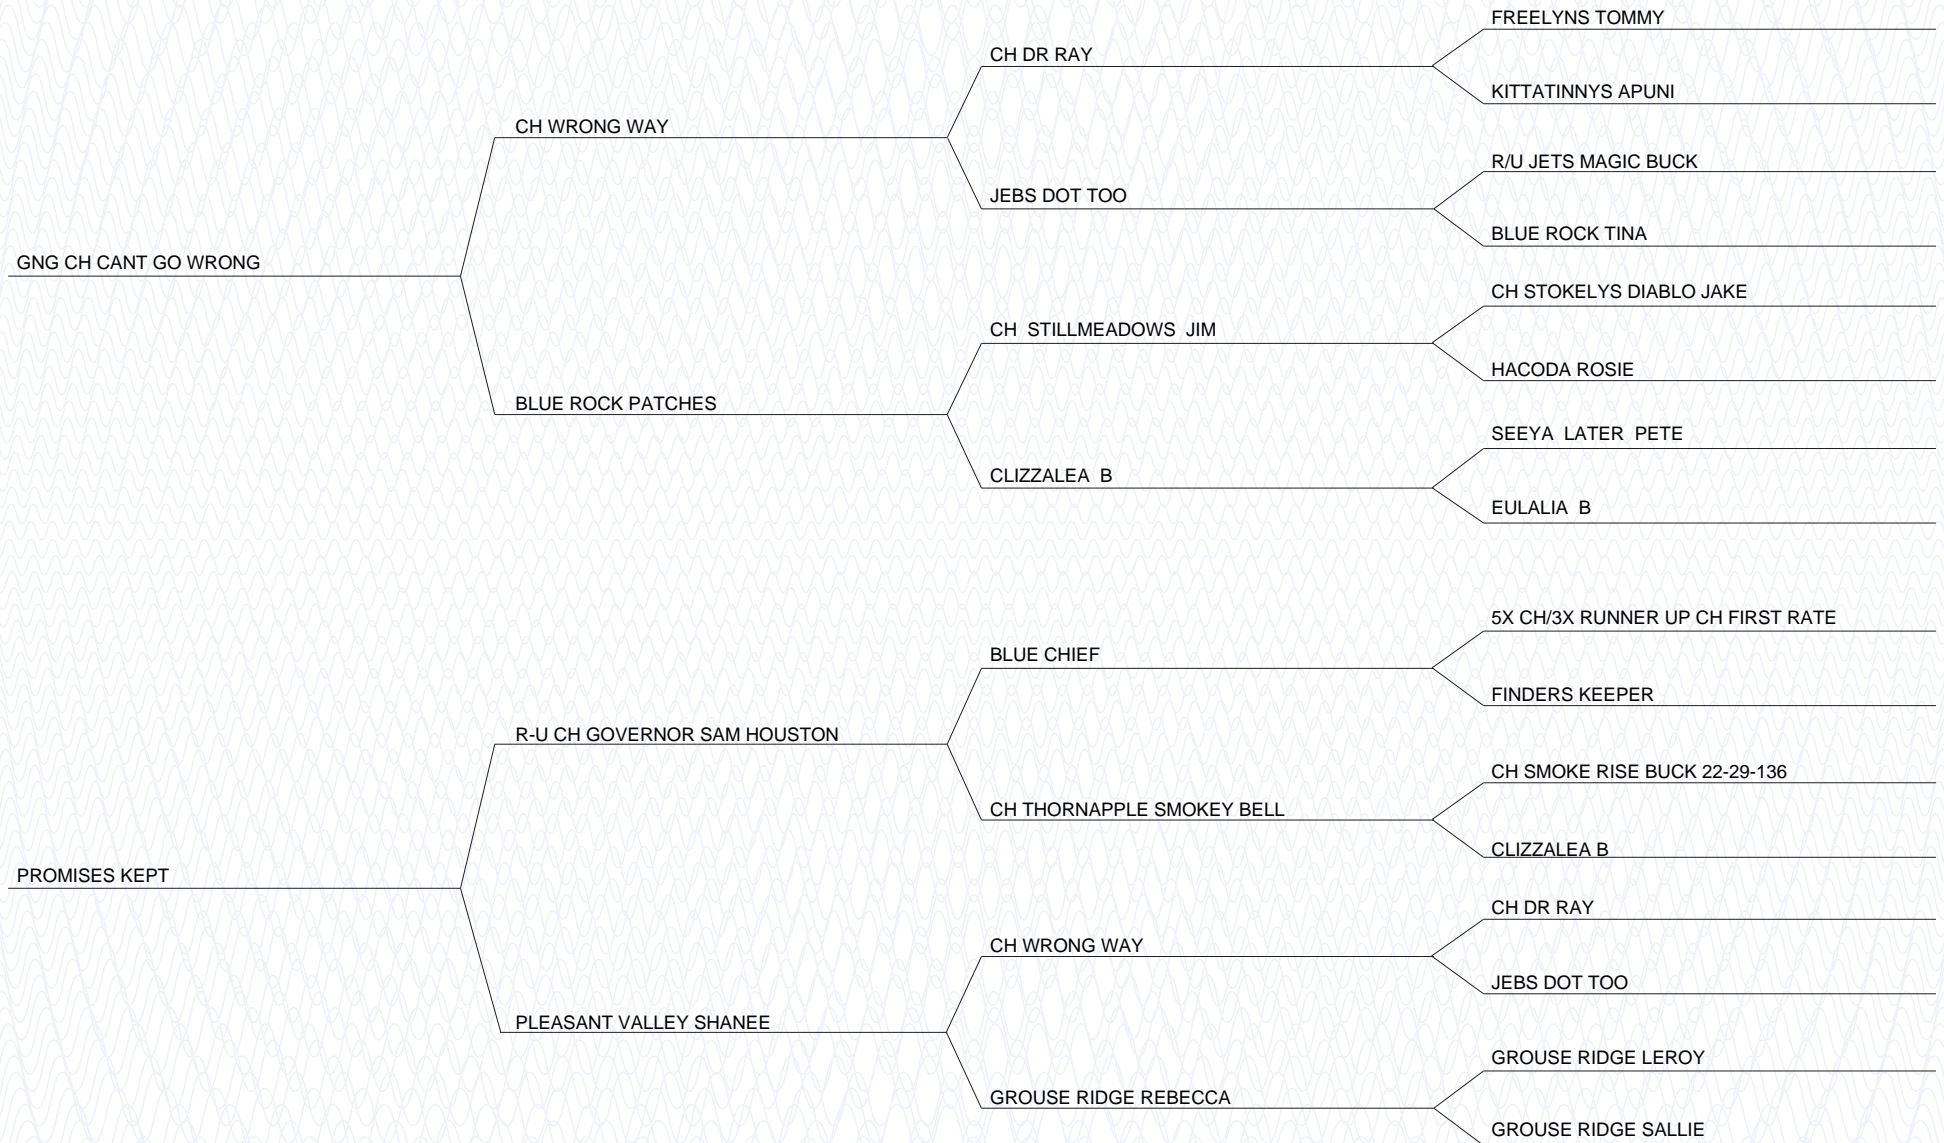 FREELYNS TOMMY
CH DR RAY
KITTATINNYS APUNI
CH WRONG WAY
R/U JETS MAGIC BUCK
JEBS DOT TOO
BLUE ROCK TINA
GNG CH CANT GO WRONG
CH STOKELYS DIABLO JAKE
CH  STILLMEADOWS  JIM
HACODA ROSIE
BLUE ROCK PATCHES
SEEYA  LATER  PETE
CLIZZALEA  B
EULALIA  B
5X CH/3X RUNNER UP CH FIRST RATE
BLUE CHIEF
FINDERS KEEPER
R-U CH GOVERNOR SAM HOUSTON
CH SMOKE RISE BUCK 22-29-136
CH THORNAPPLE SMOKEY BELL
CLIZZALEA B
PROMISES KEPT
CH DR RAY
CH WRONG WAY
JEBS DOT TOO
PLEASANT VALLEY SHANEE
GROUSE RIDGE LEROY
GROUSE RIDGE REBECCA
GROUSE RIDGE SALLIE